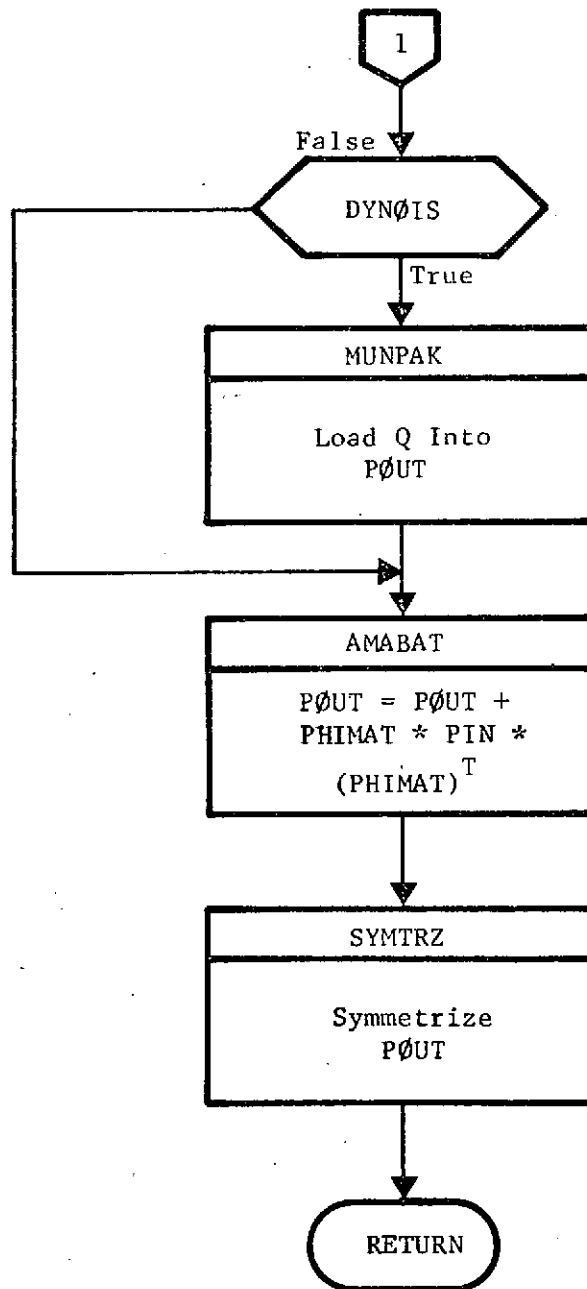 1
False
DYNØIS
True
MUNPAK
Load Q Into
PØUT
AMABAT
PØUT = PØUT +
PHIMAT * PIN *
(PHIMAT)^T
SYMTRZ
Symmetrize
PØUT
RETURN